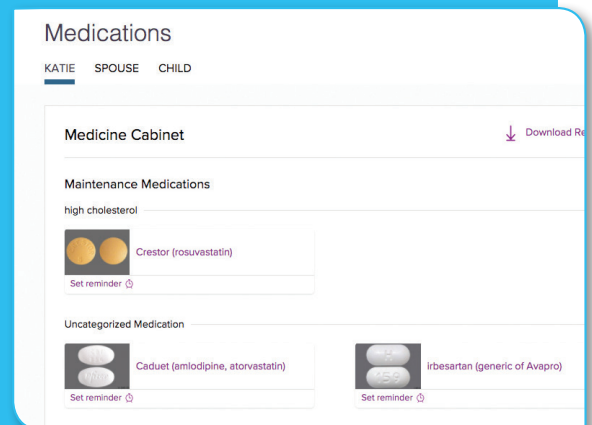 Medications
KATIE SPOUSE CHILD
Medicine Cabinet
Download Re
Maintenance Medications
high cholesterol
Crestor (rosuvastatin)
Set reminder
Uncategorized Medication
Caduet (amlodipine, atorvastatin)
Set reminder
H
159
irbesartan (generic of Avapro)
Set reminder